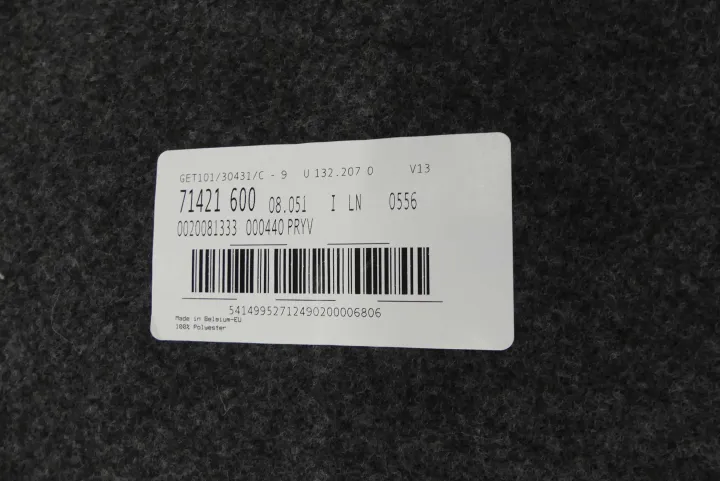 GET101/30431/C - 9 U 132.207 0 V13
71421 600 08.051 I LN 0556
0020081333 000440 PRYV
54149952712490200006806
Made in Belgium-EU
100% Polyester